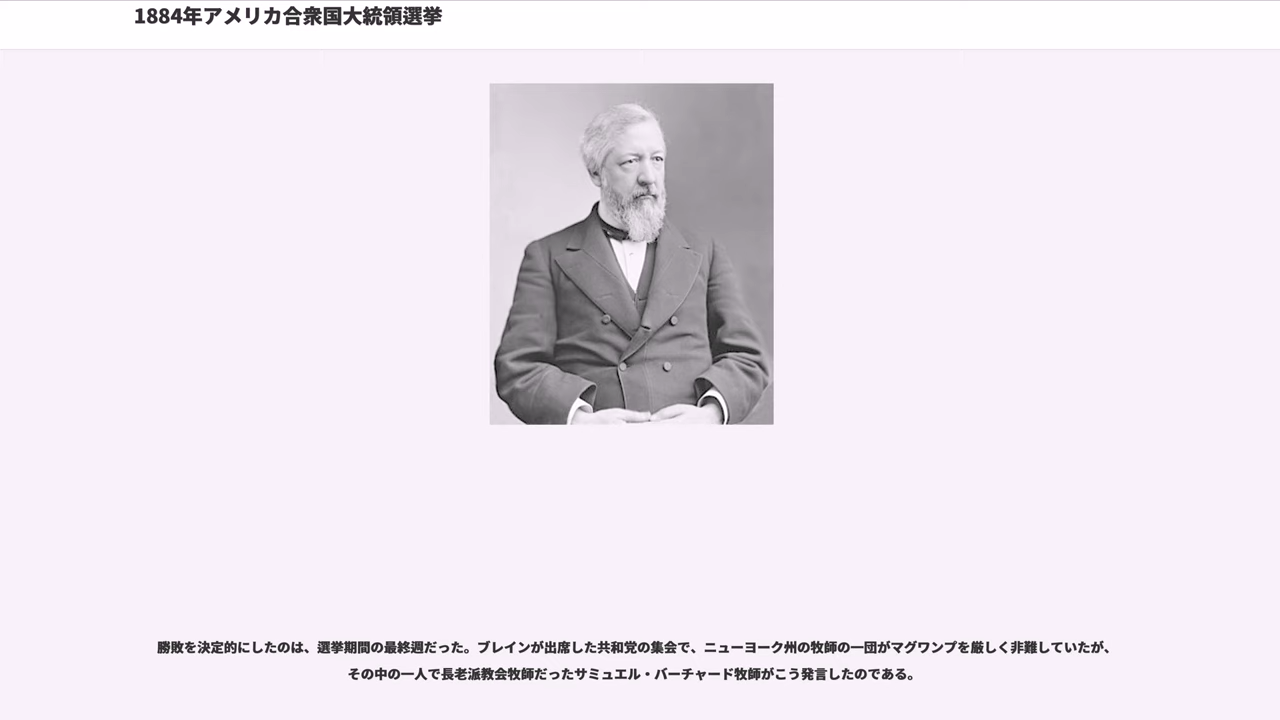 1884年アメリカ合衆国大統領選挙
勝敗を決定的にしたのは、選挙期間の最終週だった。ブレインが出席した共和党の集会で、ニューヨーク州の牧師の一団がマグワンプを厳しく非難していたが、
その中の一人で長老派教会牧師だったサミュエル・バーチャード牧師がこう発言したのである。